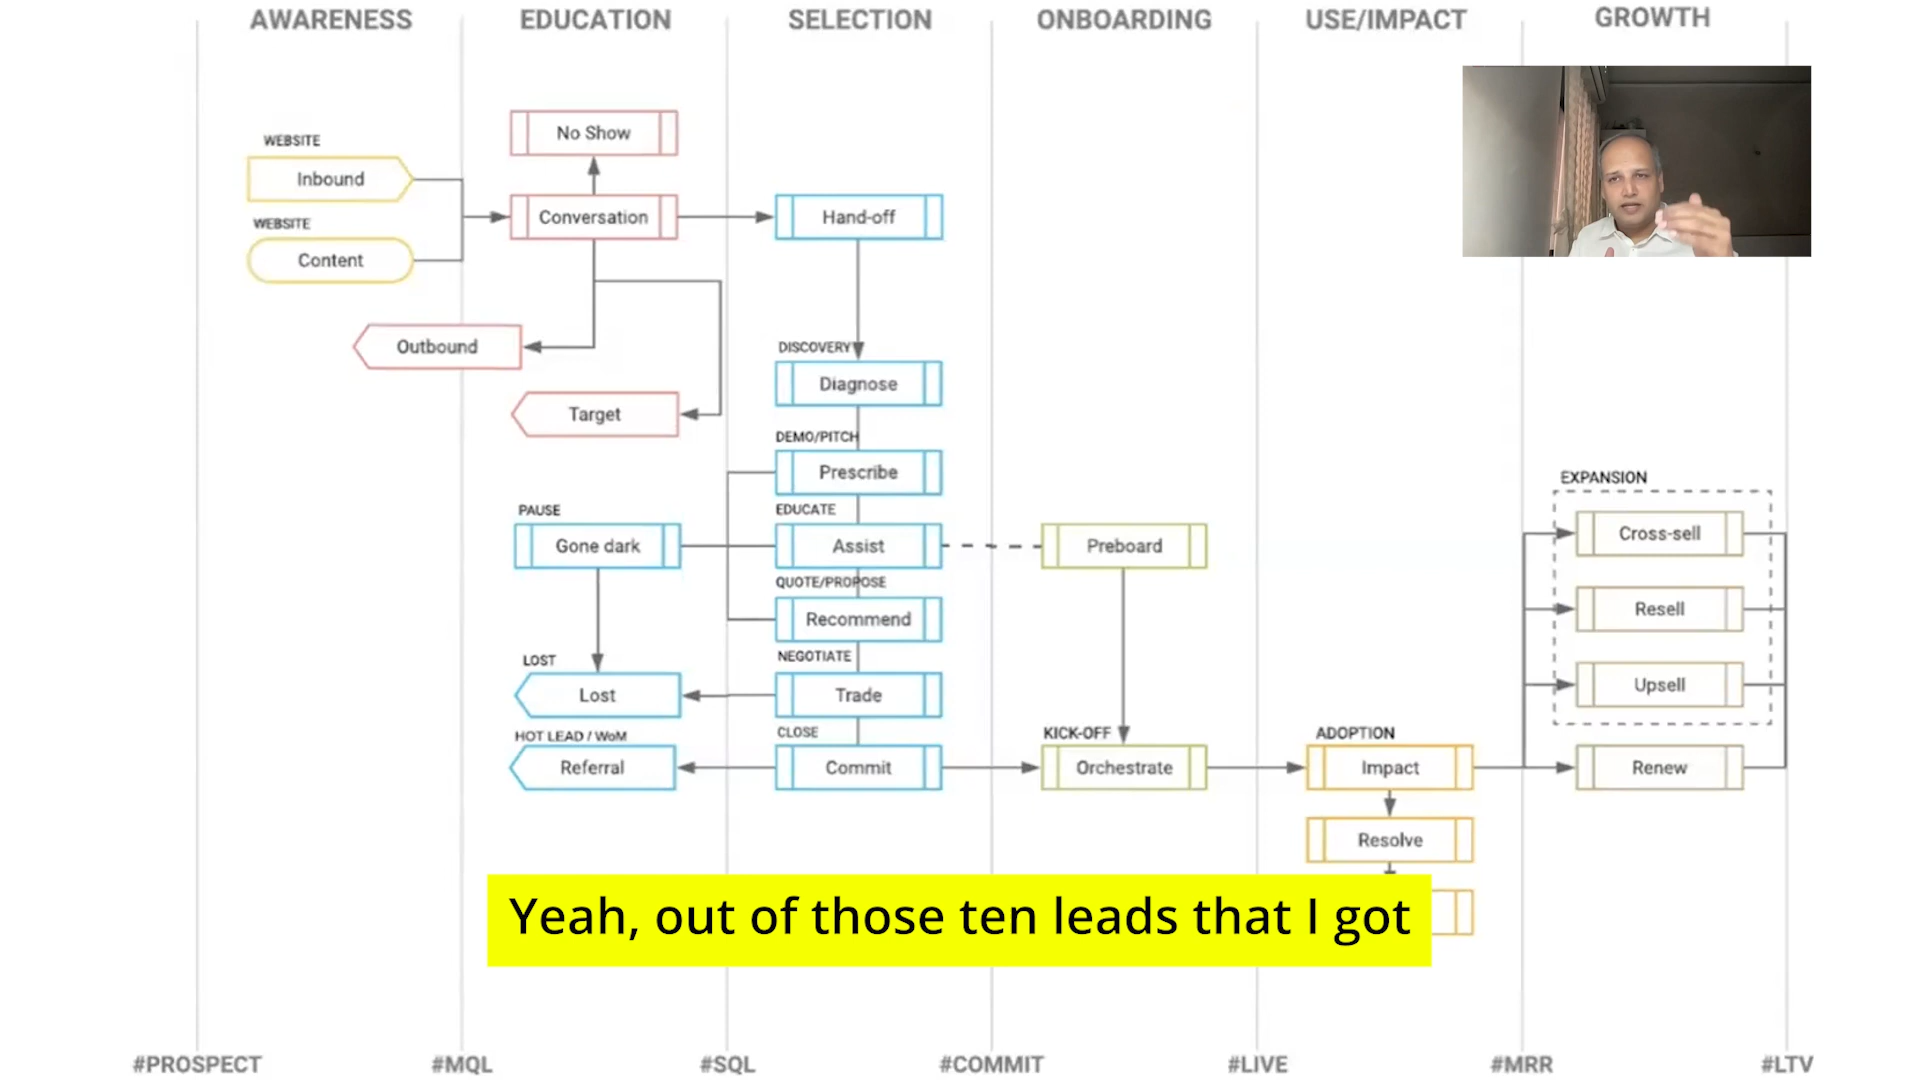 AWARENESS
EDUCATION
SELECTION
ONBOARDING
USE/IMPACT
GROWTH
WEBSITE
Inbound
WEBSITE
Content
No Show
Conversation
Outbound
Target
Hand-off
DISCOVERY
Diagnose
DEMO/PITCH
Prescribe
EDUCATE
Assist
QUOTE/PROPOSE
Recommend
NEGOTIATE
Trade
CLOSE
Commit
PAUSE
Gone dark
LOST
Lost
HOT LEAD / WoM
Referral
Preboard
KICK-OFF
Orchestrate
ADOPTION
Impact
Resolve
EXPANSION
Cross-sell
Resell
Upsell
Renew
Yeah, out of those ten leads that I got
#PROSPECT
#MQL
#SQL
#COMMIT
#LIVE
#MRR
#LTV